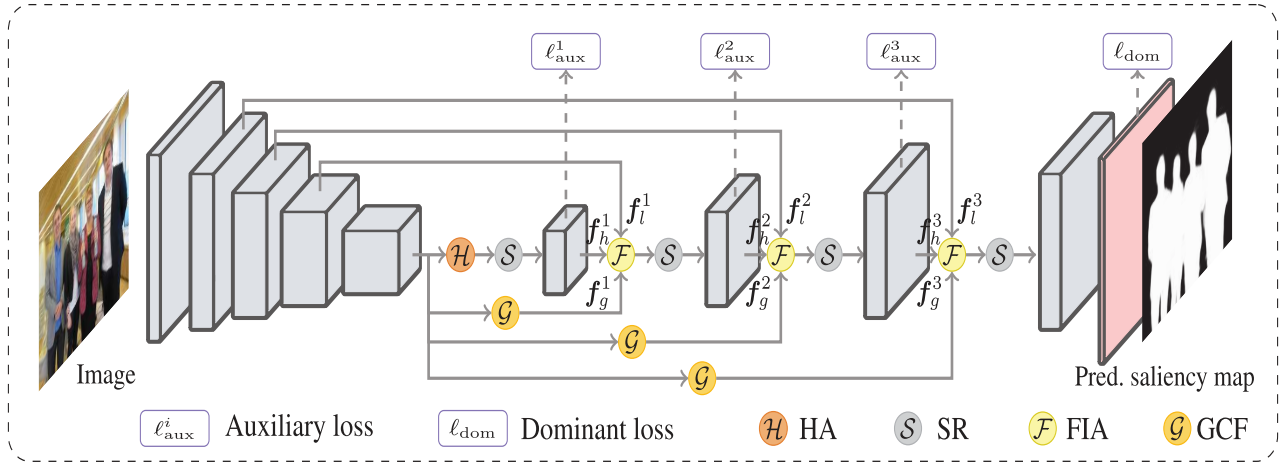 ℓ¹aux ℓ²aux ℓ³aux ℓdom
f¹l f²l f³l
f¹h f²h f³h
H S F S F S F S
f¹g f²g f³g
G
G
G
Image Pred. saliency map
ℓⁱaux Auxiliary loss ℓdom Dominant loss H HA S SR F FIA G GCF